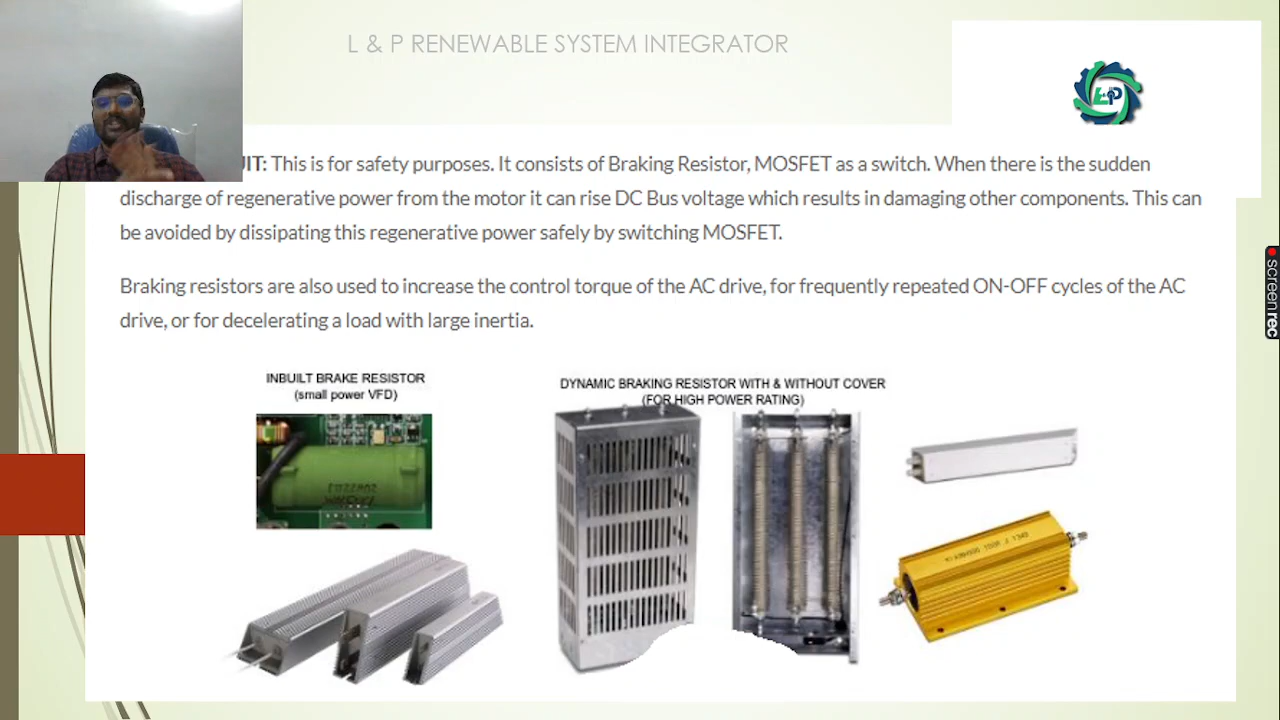 L & P RENEWABLE SYSTEM INTEGRATOR
L&P
UIT: This is for safety purposes. It consists of Braking Resistor, MOSFET as a switch. When there is the sudden
discharge of regenerative power from the motor it can rise DC Bus voltage which results in damaging other components. This can
be avoided by dissipating this regenerative power safely by switching MOSFET.
Braking resistors are also used to increase the control torque of the AC drive, for frequently repeated ON-OFF cycles of the AC
drive, or for decelerating a load with large inertia.
INBUILT BRAKE RESISTOR
(small power VFD)
DYNAMIC BRAKING RESISTOR WITH & WITHOUT COVER
(FOR HIGH POWER RATING)
screenrec